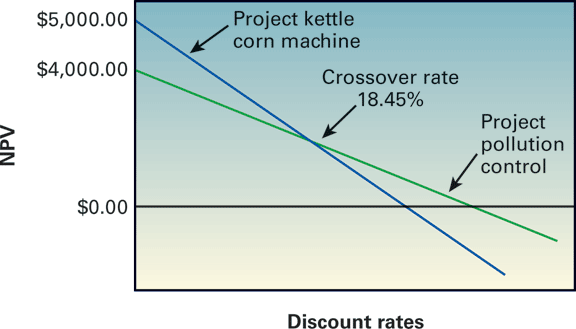 $5,000.00
Project kettle
corn machine
$4,000.00
Crossover rate
18.45%
Project
pollution
control
NPV
$0.00
Discount rates